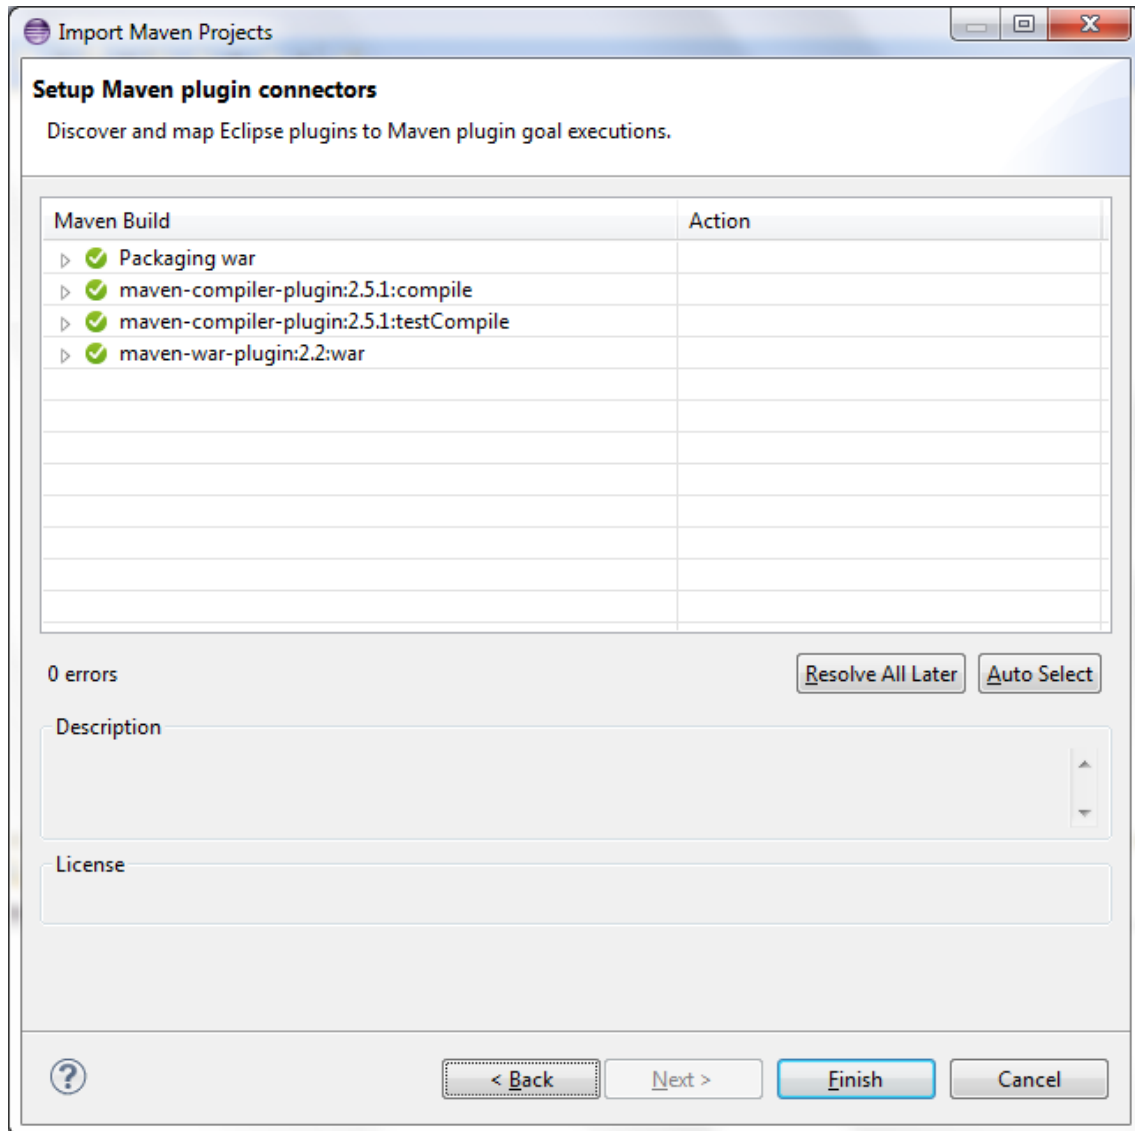 Import Maven Projects
Setup Maven plugin connectors
Discover and map Eclipse plugins to Maven plugin goal executions.
Maven Build Action
Packaging war
maven-compiler-plugin:2.5.1:compile
maven-compiler-plugin:2.5.1:testCompile
maven-war-plugin:2.2:war
0 errors Resolve All Later Auto Select
Description
License
? < Back Next > Finish Cancel